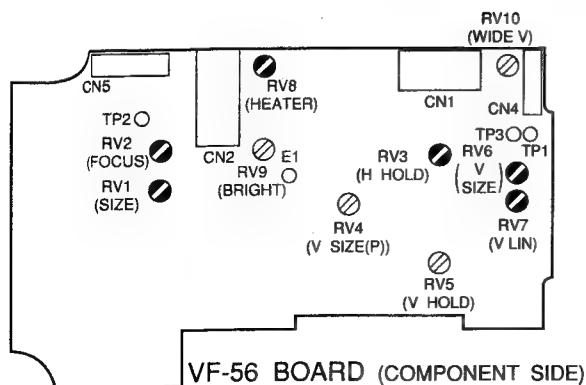 RV10
(WIDE V)
CN5
RV8
(HEATER)
CN1
CN4
TP2
RV2
(FOCUS)
CN2
RV9
(BRIGHT)
E1
RV3
(H HOLD)
RV6
( V
SIZE )
TP3
TP1
RV1
(SIZE)
RV4
(V SIZE(P))
RV7
(V LIN)
RV5
(V HOLD)
VF-56 BOARD (COMPONENT SIDE)